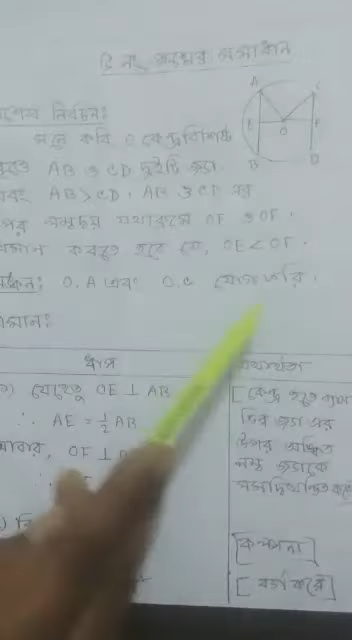 ৫ নং প্রশ্নের সমাধান
A C
E O F
B D
বিশেষ নির্বচন:
মনে করি, O কেন্দ্রবিশিষ্ট
বৃত্তে AB ও CD দুইটি জ্যা
এবং AB > CD. AB ও CD এর
উপর লম্বদ্বয় যথাক্রমে OE ও OF.
প্রমাণ করতে হবে যে, OE < OF.
অঙ্কন: O, A এবং O, C যোগ করি.
প্রমাণ:
ধাপ যথার্থতা
(১) যেহেতু OE ⊥ AB [কেন্দ্র হতে ব্যাস
∴ AE = 1/2 AB ভিন্ন জ্যা এর
আবার, OF ⊥ উপর অঙ্কিত
লম্ব জ্যাকে
সমদ্বিখণ্ডিত করে]
[কল্পনা]
[বর্গ করে]